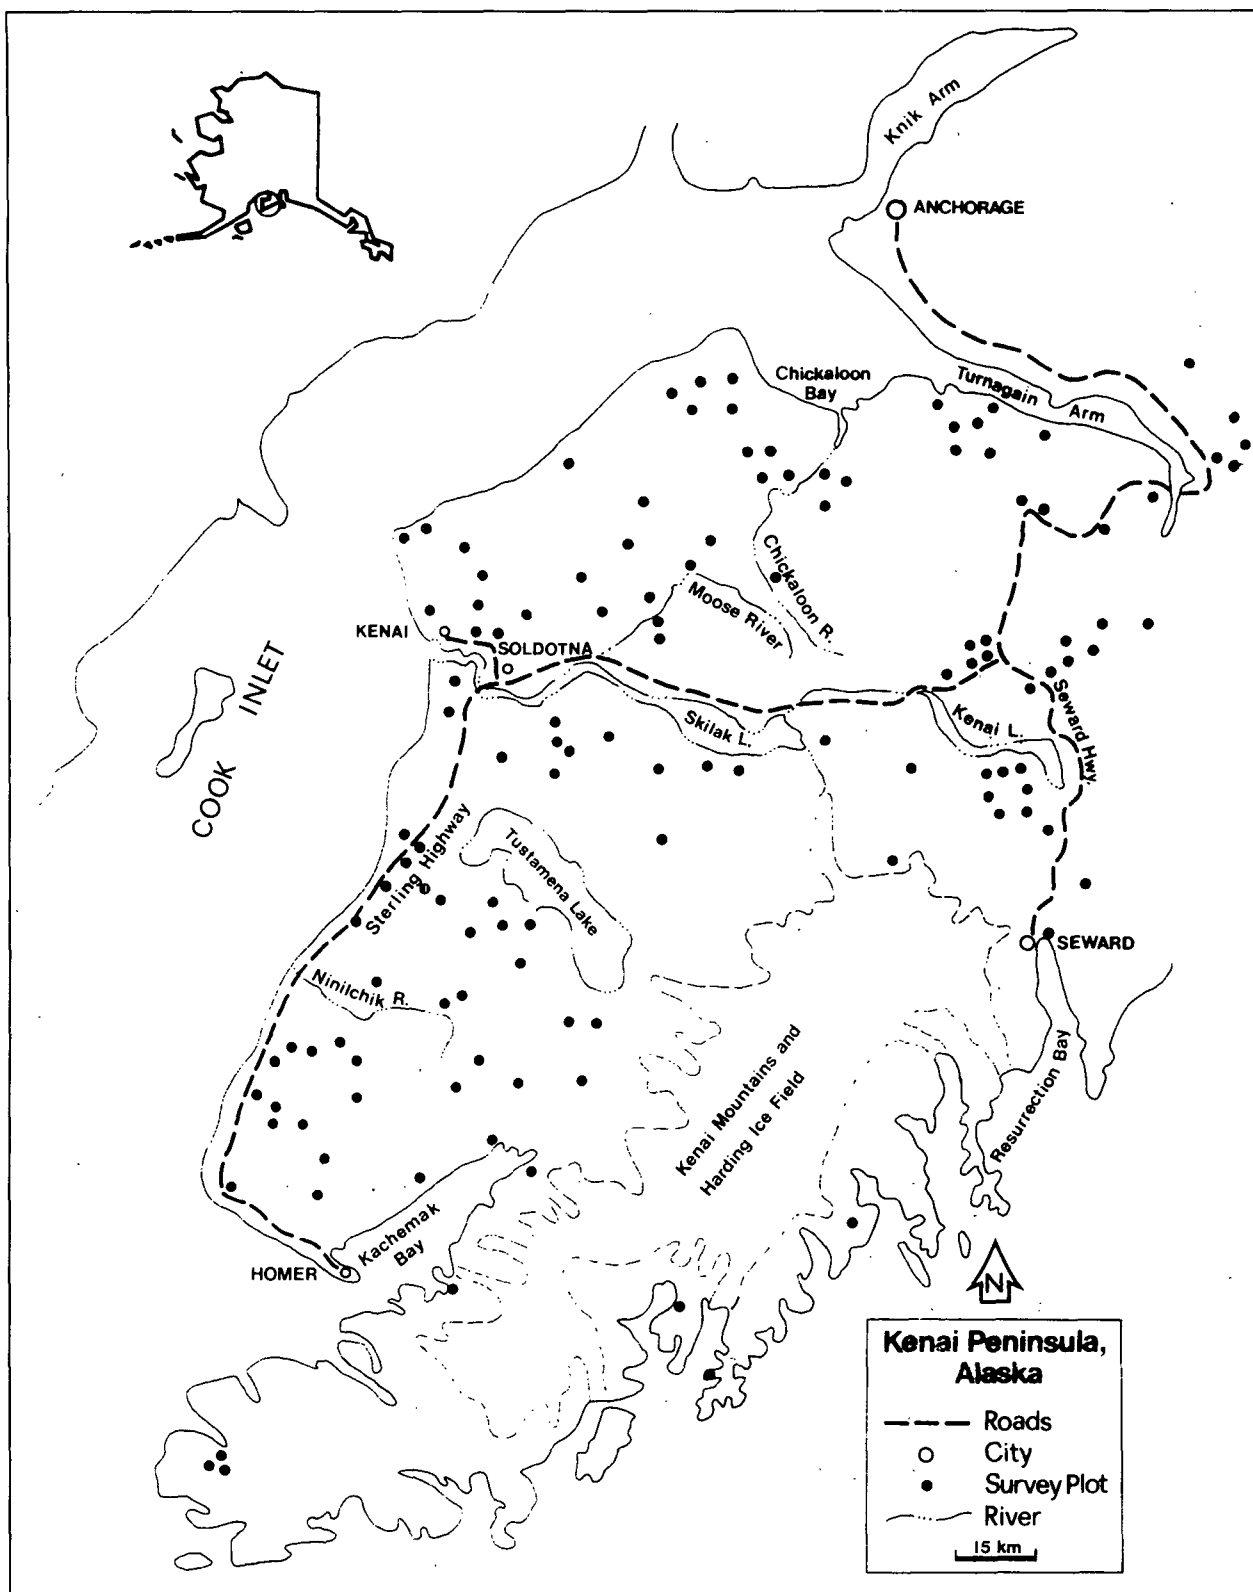 Knik Arm
ANCHORAGE
Chickaloon
Bay
Turnagain
Arm
Chickaloon R.
Moose River
KENAI
SOLDOTNA
COOK INLET
Skilak L.
Kenai L.
Seward Hwy.
Sterling Highway
Tustamena Lake
SEWARD
Ninilchik R.
Kenai Mountains and
Harding Ice Field
Resurrection Bay
Kachemak
Bay
HOMER
N
Kenai Peninsula,
Alaska
Roads
City
Survey Plot
River
15 km